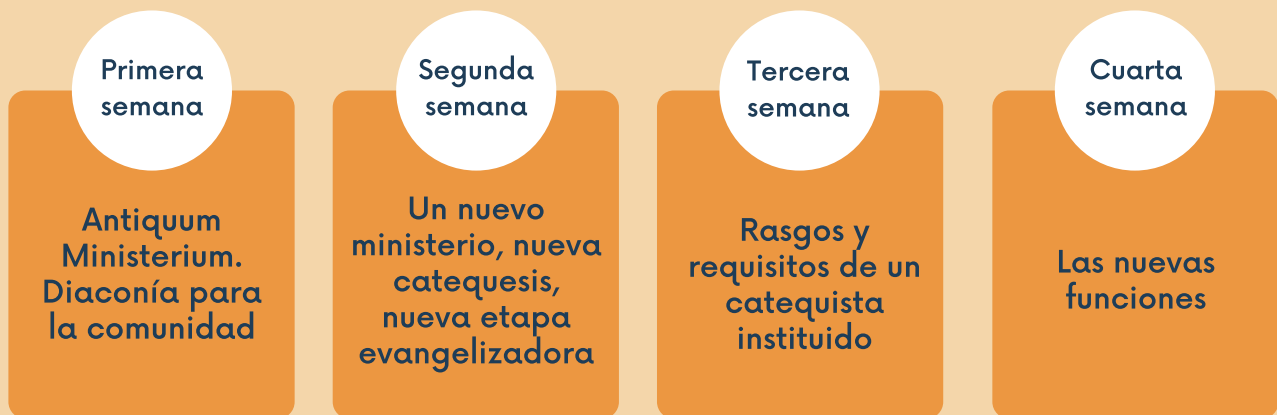 Primera
semana
Antiquum
Ministerium.
Diaconía para
la comunidad
Segunda
semana
Un nuevo
ministerio, nueva
catequesis,
nueva etapa
evangelizadora
Tercera
semana
Rasgos y
requisitos de un
catequista
instituido
Cuarta
semana
Las nuevas
funciones